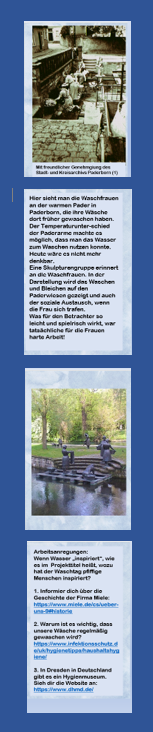 Mit freundlicher Genehmigung des
Stadt- und Kreisarchivs Paderborn (1)
Hier sieht man die Waschfrauen
an der warmen Pader in
Paderborn, die ihre Wäsche
dort früher gewaschen haben.
Der Temperaturunter-schied
der Paderarme machte es
möglich, dass man das Wasser
zum Waschen nutzen konnte.
Heute wäre es nicht mehr
denkbar.
Eine Skulpturengruppe erinnert
an die Waschfrauen. In der
Darstellung wird das Waschen
und Bleichen auf den
Paderwiesen gezeigt und auch
der soziale Austausch, wenn
die Frau sich trafen.
Was für den Betrachter so
leicht und spielrisch wirkt, war
tatsächliche für die Frauen
harte Arbeit!
Arbeitsanregungen:
Wenn Wasser „inspiriert“, wie
es im Projekttitel heißt, wozu
hat der Waschtag pfiffige
Menschen inspiriert?
1. Informier dich über die
Geschichte der Firma Miele:
https://www.miele.de/cs/ueber-
uns-9#historie
2. Warum ist es wichtig, dass
unsere Wäsche regelmäßig
gewaschen wird?
https://www.infektionsschutz.d
e/uk/hygienetipps/haushaltshyg
iene/
3. In Dresden in Deutschland
gibt es ein Hygienmuseum.
Sieh dir die Website an:
https://www.dhmd.de/